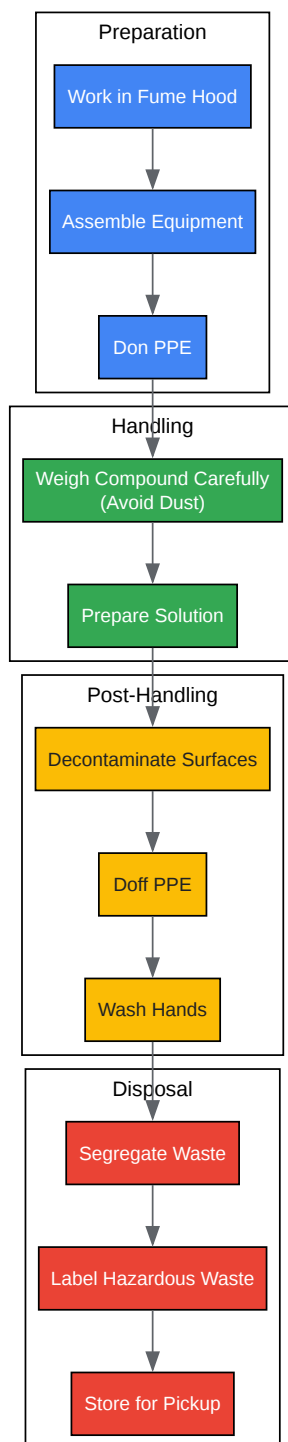 Preparation
Work in Fume Hood
Assemble Equipment
Don PPE
Handling
Weigh Compound Carefully
(Avoid Dust)
Prepare Solution
Post-Handling
Decontaminate Surfaces
Doff PPE
Wash Hands
Disposal
Segregate Waste
Label Hazardous Waste
Store for Pickup